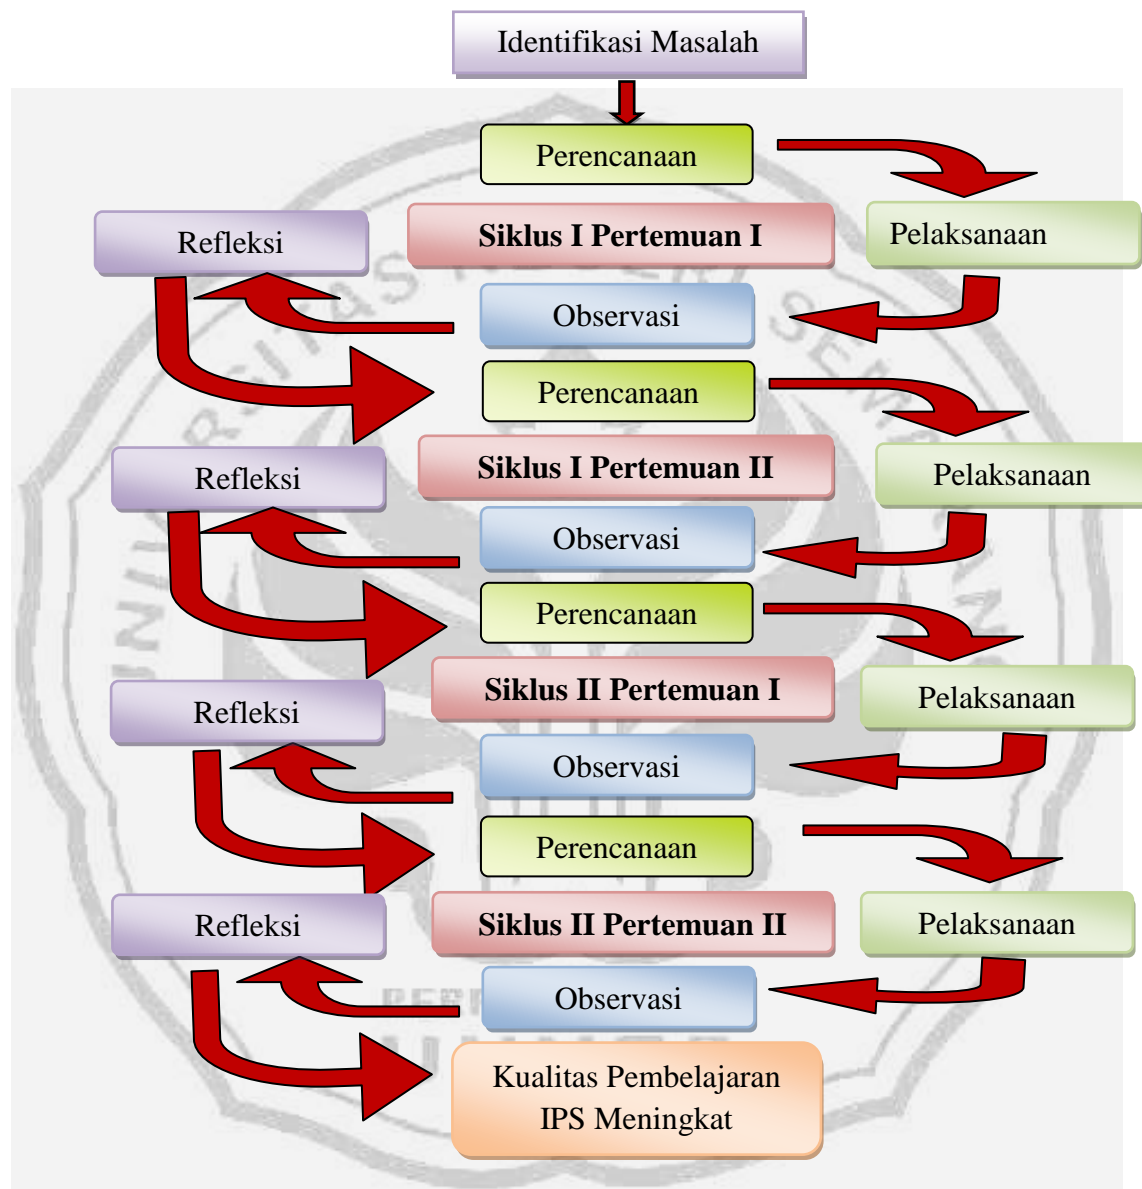 Identifikasi Masalah
Perencanaan
Refleksi
Siklus I Pertemuan I
Pelaksanaan
Observasi
Perencanaan
Refleksi
Siklus I Pertemuan II
Pelaksanaan
Observasi
Perencanaan
Refleksi
Siklus II Pertemuan I
Pelaksanaan
Observasi
Perencanaan
Refleksi
Siklus II Pertemuan II
Pelaksanaan
Observasi
Kualitas Pembelajaran
IPS Meningkat